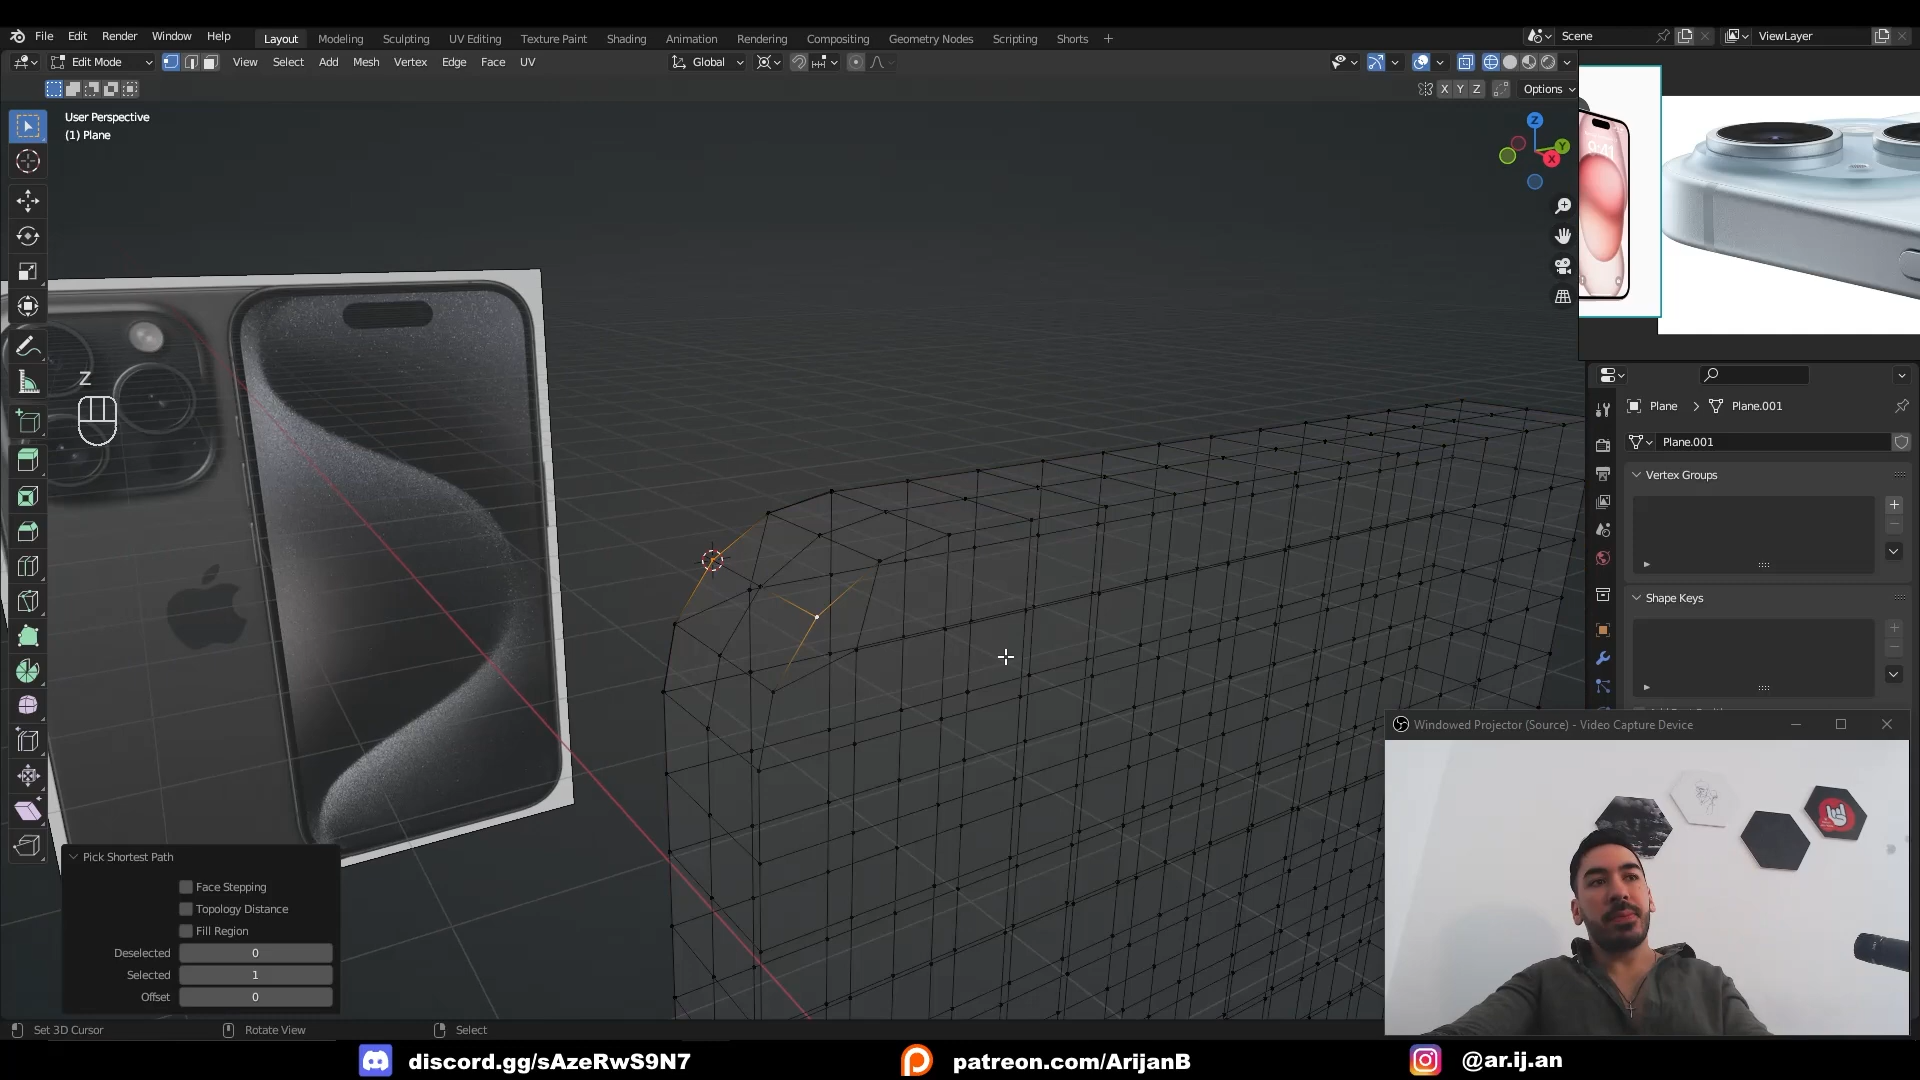 File Edit Render Window Help
Layout Modeling Sculpting UV Editing Texture Paint Shading Animation Rendering Compositing Geometry Nodes Scripting Shorts +
Scene
ViewLayer
Edit Mode
View Select Add Mesh Vertex Edge Face UV
Global
X Y Z
Options
User Perspective
(1) Plane
Z
Y
X
9:41
Z
Plane > Plane.001
Plane.001
Vertex Groups
Shape Keys
Windowed Projector (Source) - Video Capture Device
Pick Shortest Path
Face Stepping
Topology Distance
Fill Region
Deselected 0
Selected 1
Offset 0
Set 3D Cursor
Rotate View
Select
discord.gg/sAzeRwS9N7
patreon.com/ArijanB
@ar.ij.an